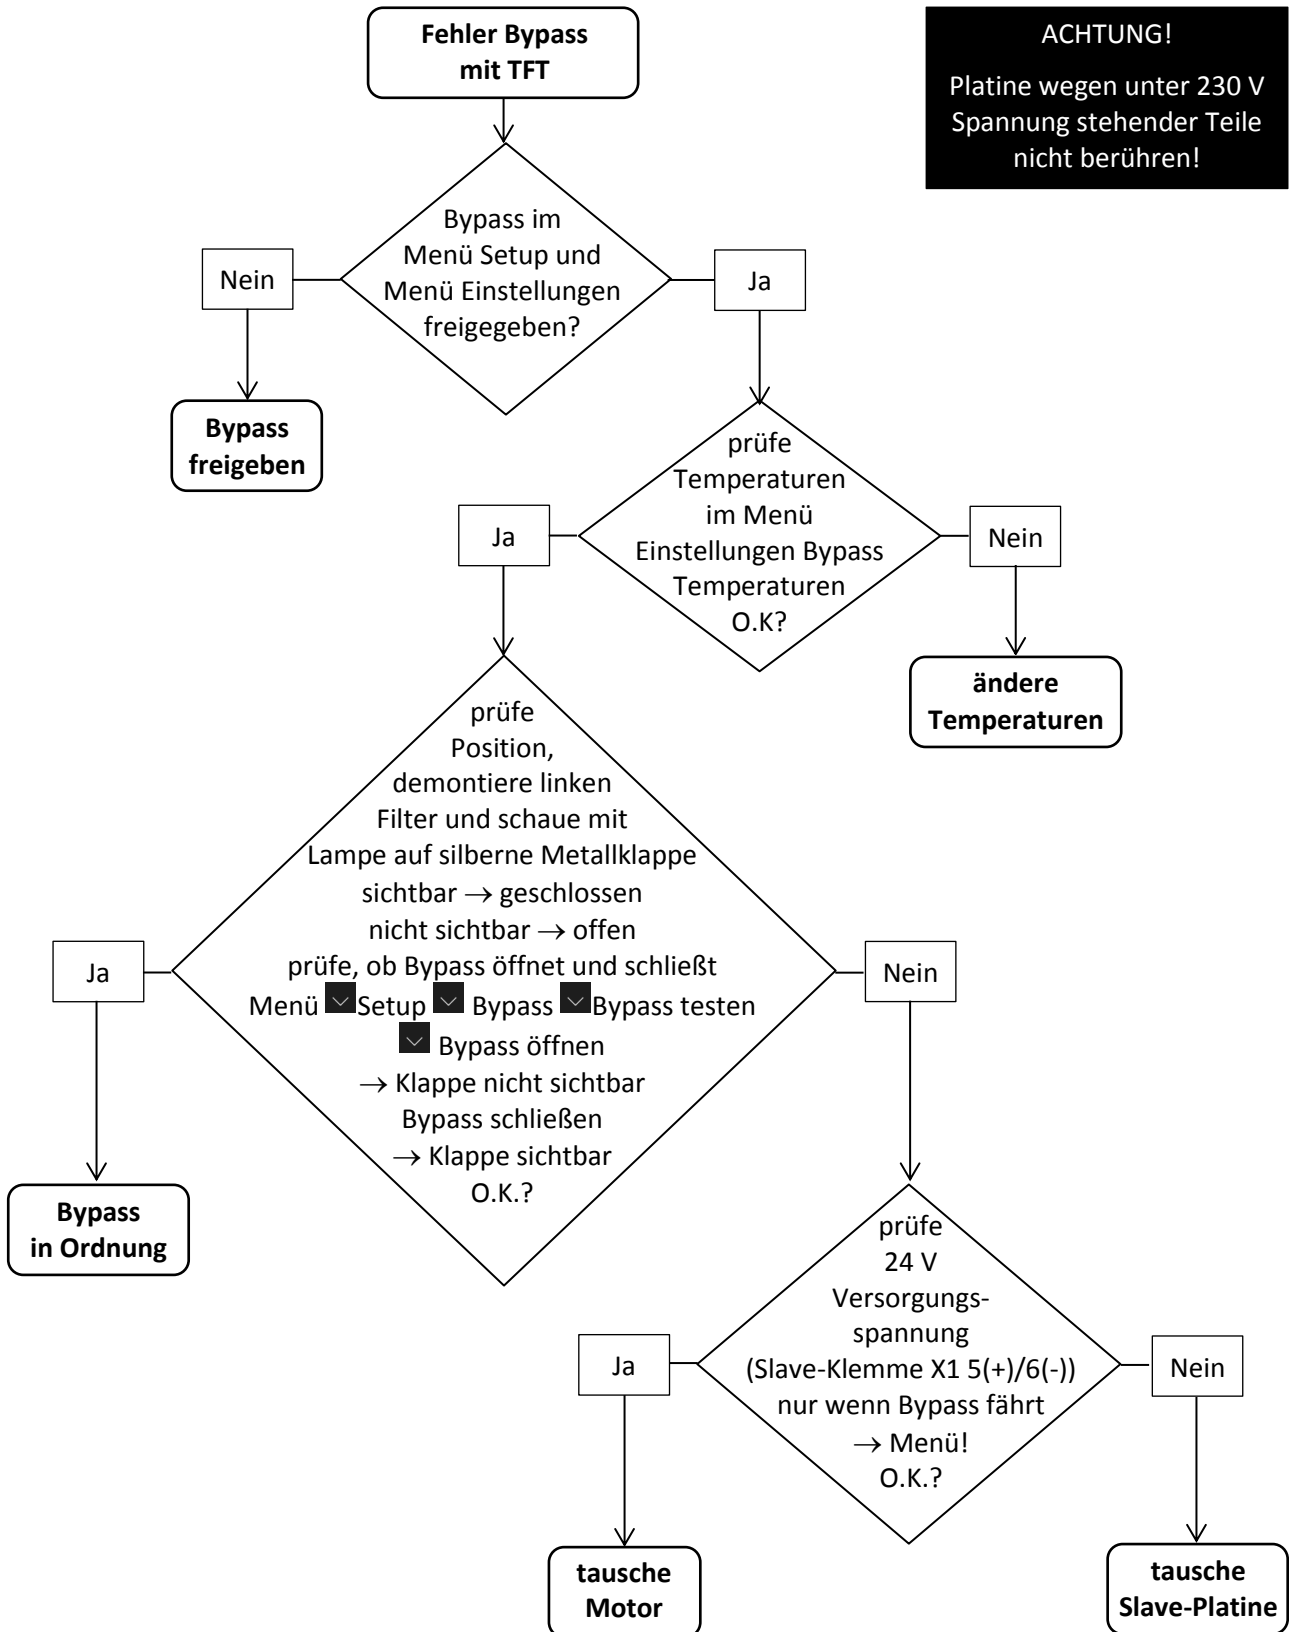 Fehler Bypass
mit TFT
ACHTUNG!
Platine wegen unter 230 V
Spannung stehender Teile
nicht berühren!
Bypass im
Menü Setup und
Menü Einstellungen
freigegeben?
Nein
Ja
Bypass
freigeben
prüfe
Temperaturen
im Menü
Einstellungen Bypass
Temperaturen
O.K?
Ja
Nein
ändere
Temperaturen
prüfe
Position,
demontiere linken
Filter und schaue mit
Lampe auf silberne Metallklappe
sichtbar → geschlossen
nicht sichtbar → offen
prüfe, ob Bypass öffnet und schließt
Menü Setup Bypass Bypass testen
Bypass öffnen
→ Klappe nicht sichtbar
Bypass schließen
→ Klappe sichtbar
O.K.?
Ja
Nein
Bypass
in Ordnung
prüfe
24 V
Versorgungs-
spannung
(Slave-Klemme X1 5(+)/6(-))
nur wenn Bypass fährt
→ Menü!
O.K.?
Ja
Nein
tausche
Motor
tausche
Slave-Platine